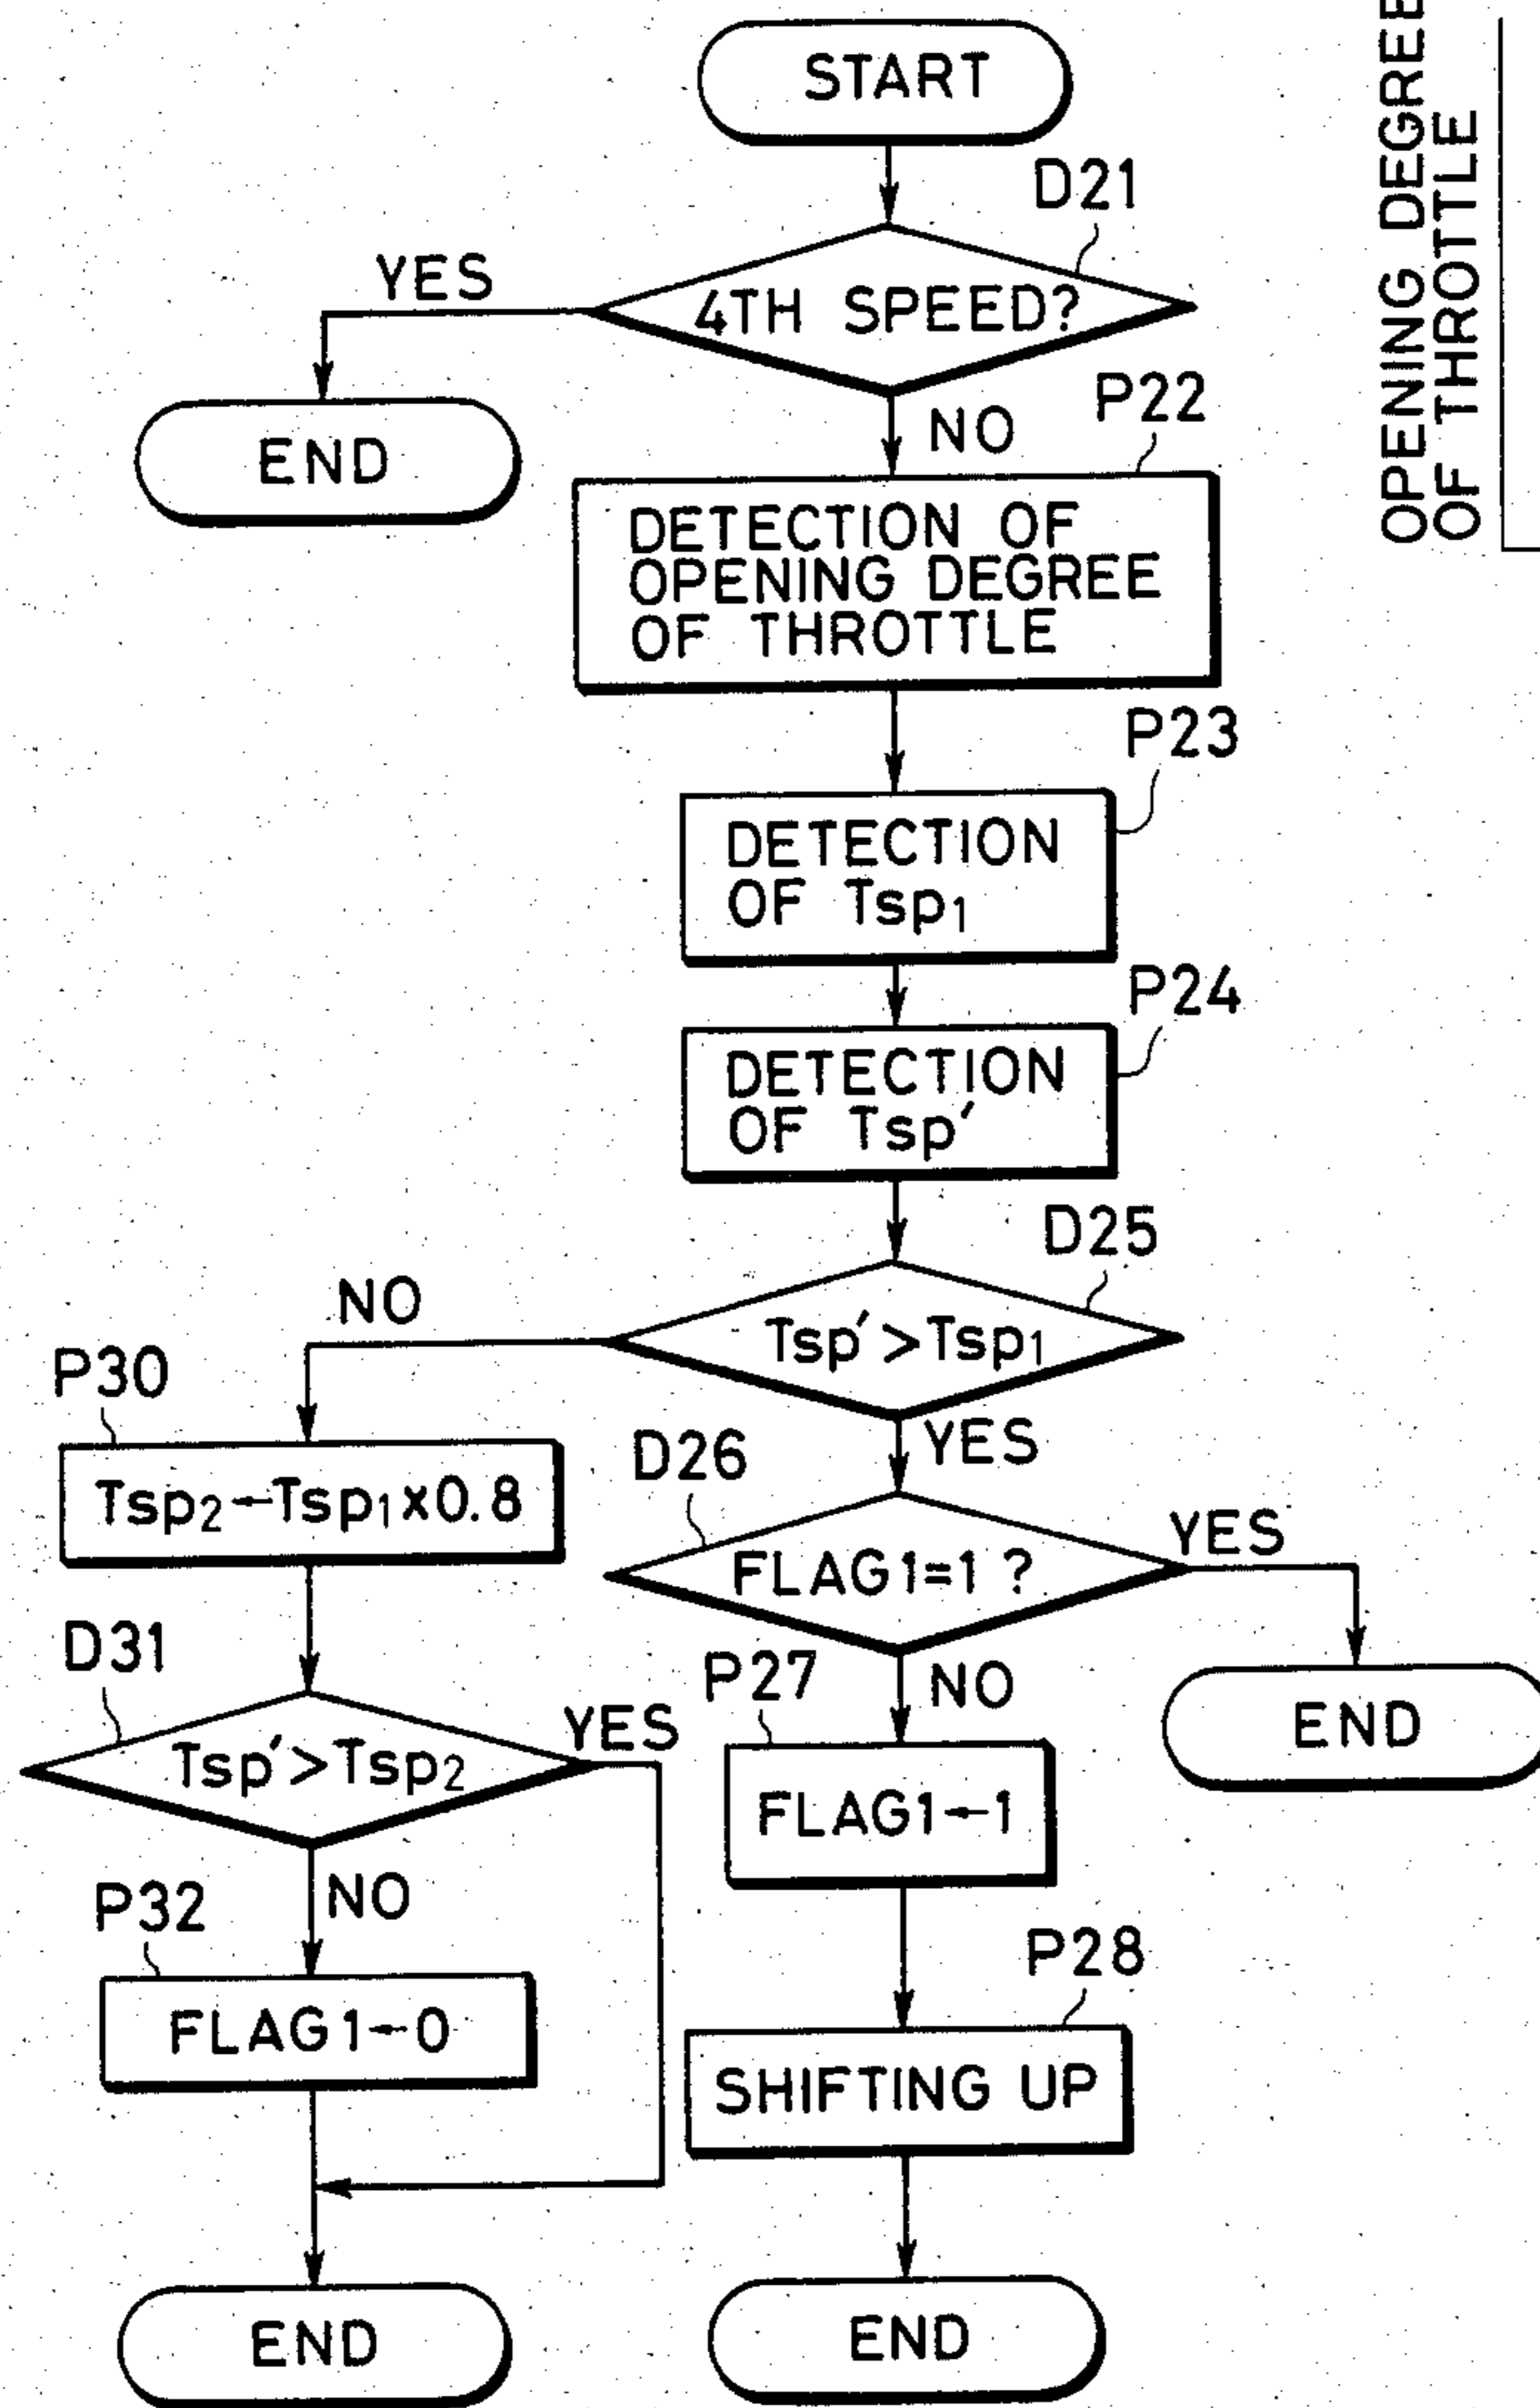 START
D21
YES
4TH SPEED?
END
NO
P22
DETECTION OF
OPENING DEGREE
OF THROTTLE
P23
DETECTION
OF Tsp1
P24
DETECTION
OF Tsp'
D25
NO
Tsp'>Tsp1
P30
Tsp2←Tsp1x0.8
YES
D26
FLAG1=1 ?
YES
END
D31
Tsp'>Tsp2
YES
P27
NO
FLAG1←1
NO
P32
FLAG1←0
P28
SHIFTING UP
END
END
OPENING DEGREE
OF THROTTLE